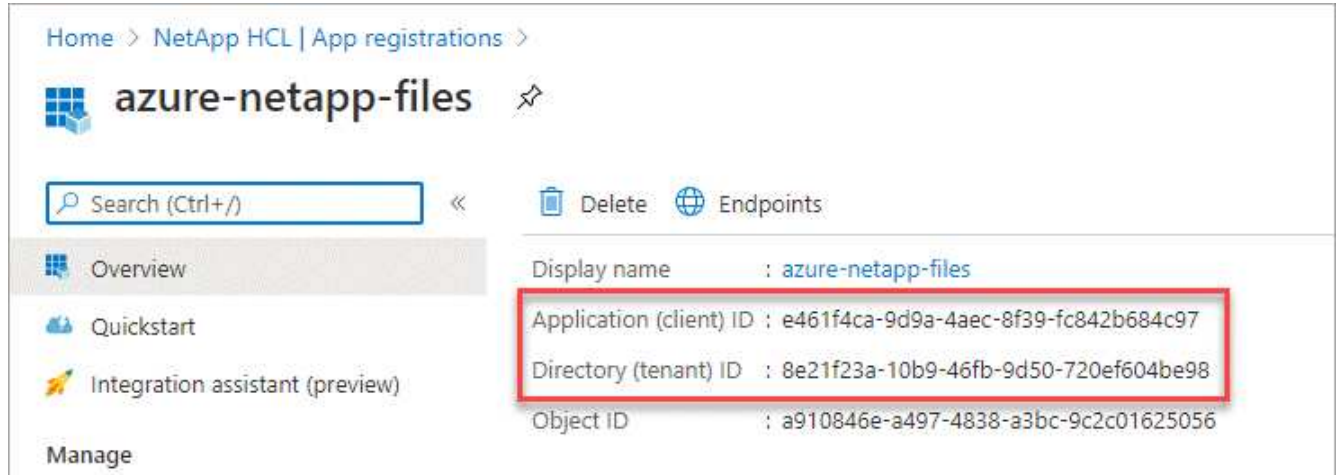 Home > NetApp HCL | App registrations >
azure-netapp-files
Search (Ctrl+/) «
Delete Endpoints
Overview
Display name : azure-netapp-files
Application (client) ID : e461f4ca-9d9a-4aec-8f39-fc842b684c97
Quickstart
Directory (tenant) ID : 8e21f23a-10b9-46fb-9d50-720ef604be98
Integration assistant (preview)
Object ID : a910846e-a497-4838-a3bc-9c2c01625056
Manage